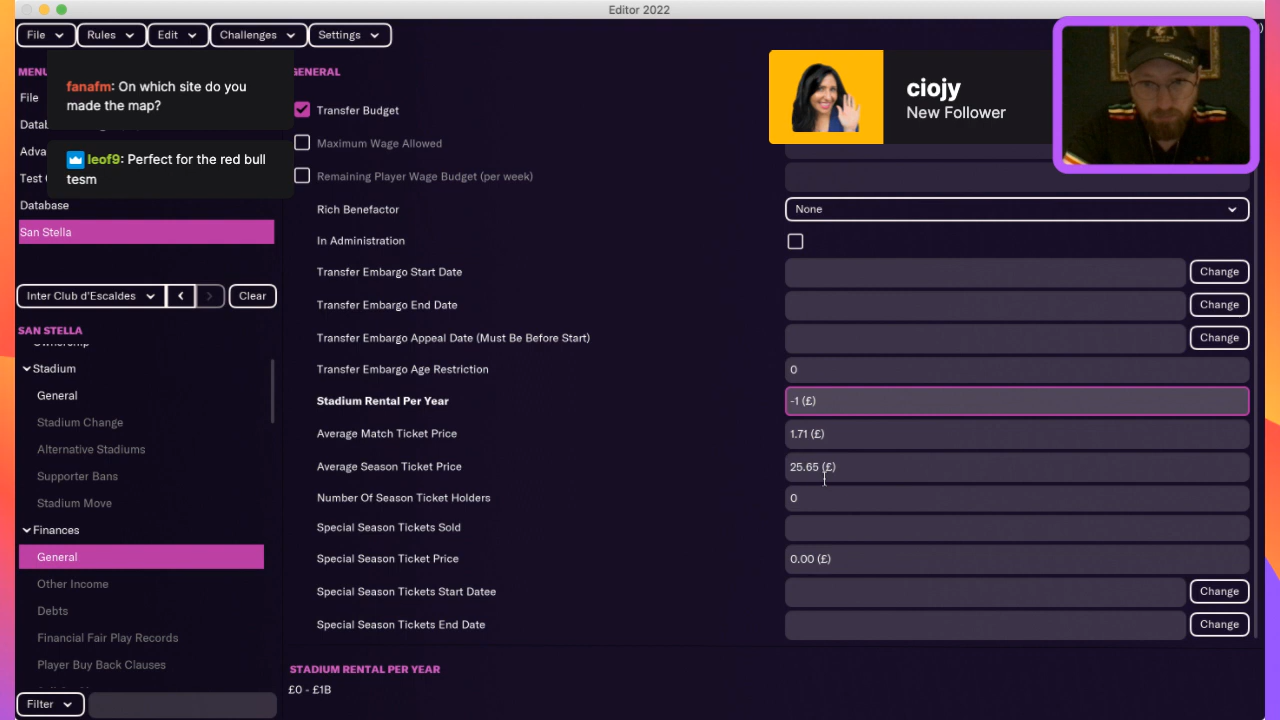 Editor 2022
File
Rules
Edit
Challenges
Settings
MENU
File
Advan
Database
San Stella
fanafm: On which site do you
made the map?
leof9: Perfect for the red bull
tesm
Inter Club d'Escaldes
Clear
SAN STELLA
Ownership
Stadium
General
Stadium Change
Alternative Stadiums
Supporter Bans
Stadium Move
Finances
General
Other Income
Debts
Financial Fair Play Records
Player Buy Back Clauses
Filter
GENERAL
Transfer Budget
Maximum Wage Allowed
Remaining Player Wage Budget (per week)
Rich Benefactor
None
In Administration
Transfer Embargo Start Date
Change
Transfer Embargo End Date
Change
Transfer Embargo Appeal Date (Must Be Before Start)
Change
Transfer Embargo Age Restriction
0
Stadium Rental Per Year
-1 (£)
Average Match Ticket Price
1.71 (£)
Average Season Ticket Price
25.65 (£)
Number Of Season Ticket Holders
0
Special Season Tickets Sold
Special Season Ticket Price
0.00 (£)
Special Season Tickets Start Datee
Change
Special Season Tickets End Date
Change
STADIUM RENTAL PER YEAR
£0 - £1B
ciojy
New Follower